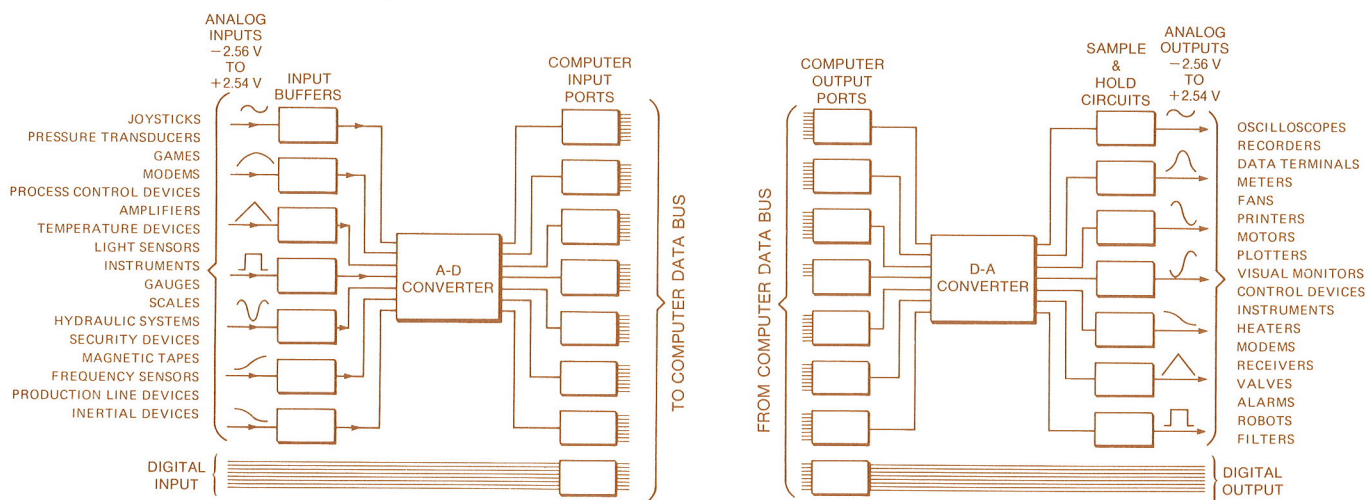 ANALOG
INPUTS
−2.56 V
TO
+2.54 V
INPUT
BUFFERS
COMPUTER
INPUT
PORTS
JOYSTICKS
PRESSURE TRANSDUCERS
GAMES
MODEMS
PROCESS CONTROL DEVICES
AMPLIFIERS
TEMPERATURE DEVICES
LIGHT SENSORS
INSTRUMENTS
GAUGES
SCALES
HYDRAULIC SYSTEMS
SECURITY DEVICES
MAGNETIC TAPES
FREQUENCY SENSORS
PRODUCTION LINE DEVICES
INERTIAL DEVICES
A-D
CONVERTER
DIGITAL
INPUT
TO COMPUTER DATA BUS
FROM COMPUTER DATA BUS
COMPUTER
OUTPUT
PORTS
D-A
CONVERTER
SAMPLE
&
HOLD
CIRCUITS
ANALOG
OUTPUTS
−2.56 V
TO
+2.54 V
OSCILLOSCOPES
RECORDERS
DATA TERMINALS
METERS
FANS
PRINTERS
MOTORS
PLOTTERS
VISUAL MONITORS
CONTROL DEVICES
INSTRUMENTS
HEATERS
MODEMS
RECEIVERS
VALVES
ALARMS
ROBOTS
FILTERS
DIGITAL
OUTPUT